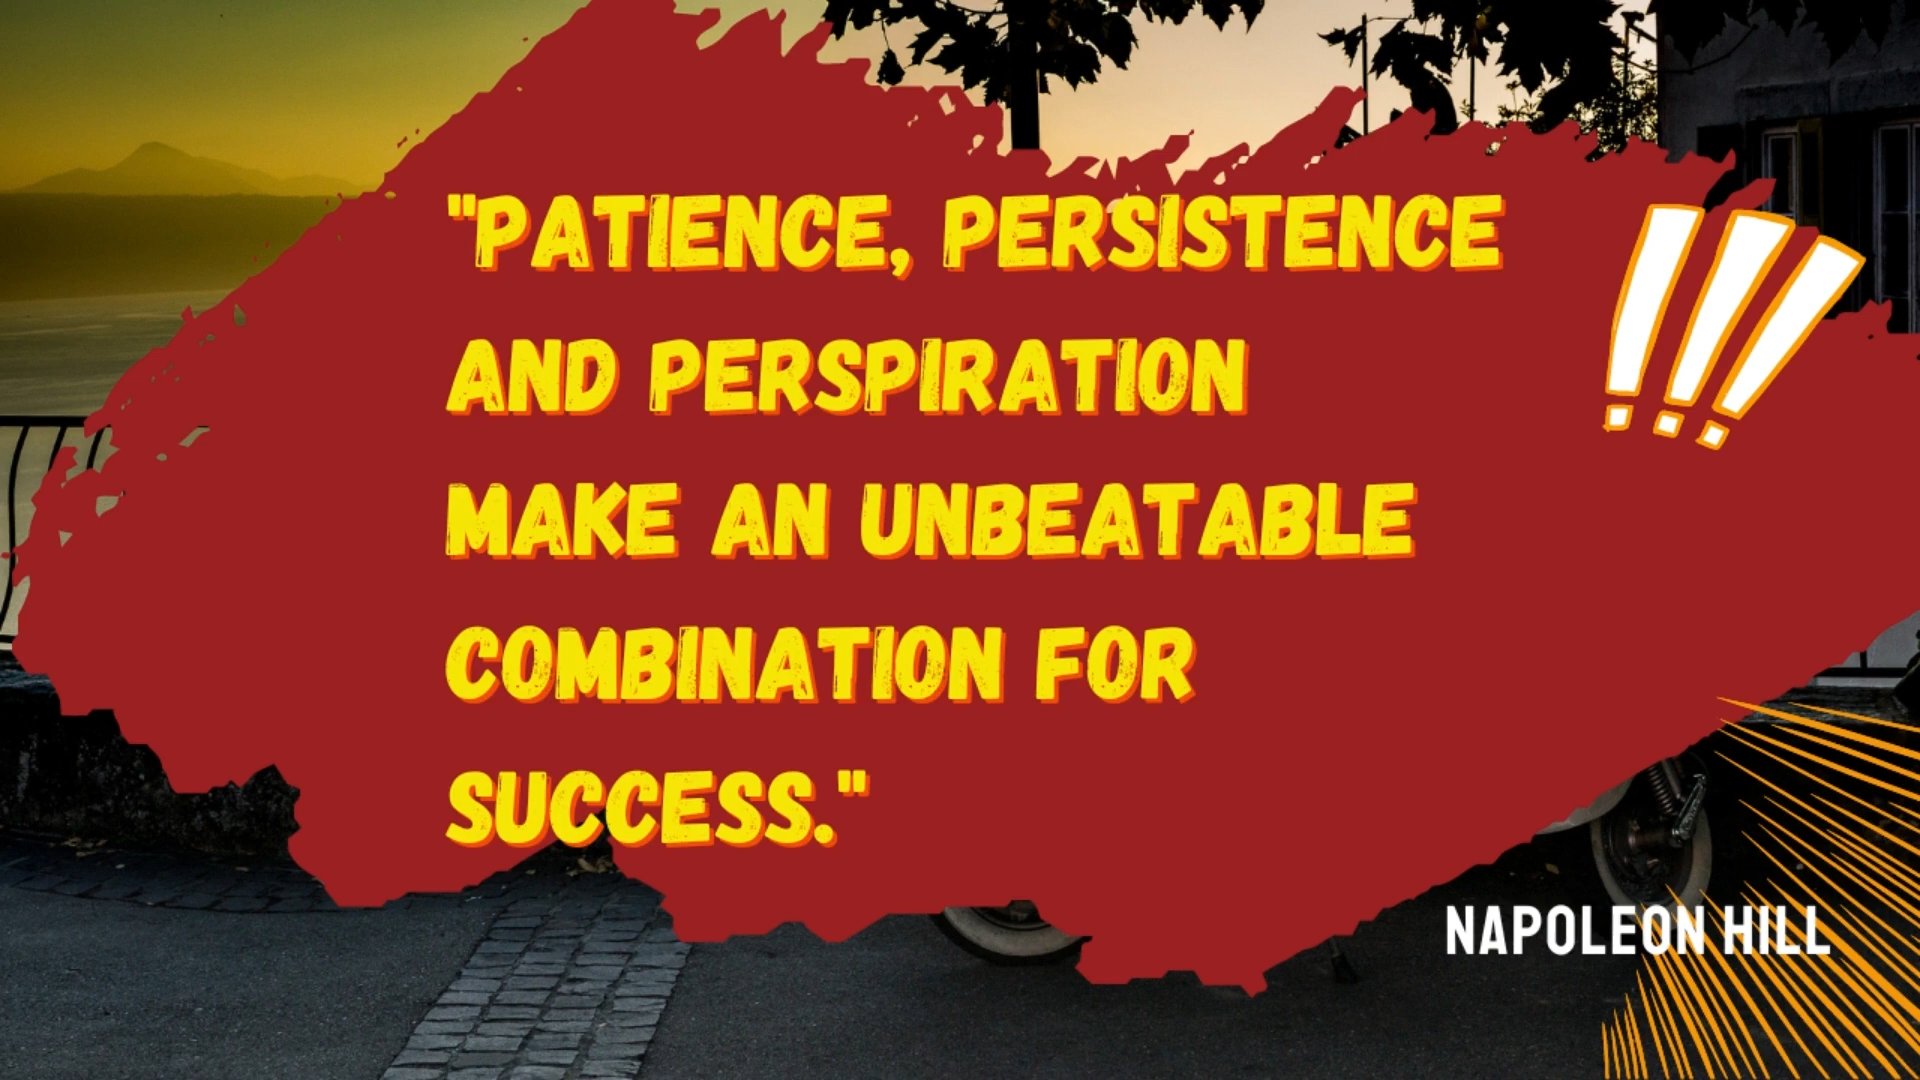 "PATIENCE, PERSISTENCE
AND PERSPIRATION
MAKE AN UNBEATABLE
COMBINATION FOR
SUCCESS."
!!!
NAPOLEON HILL